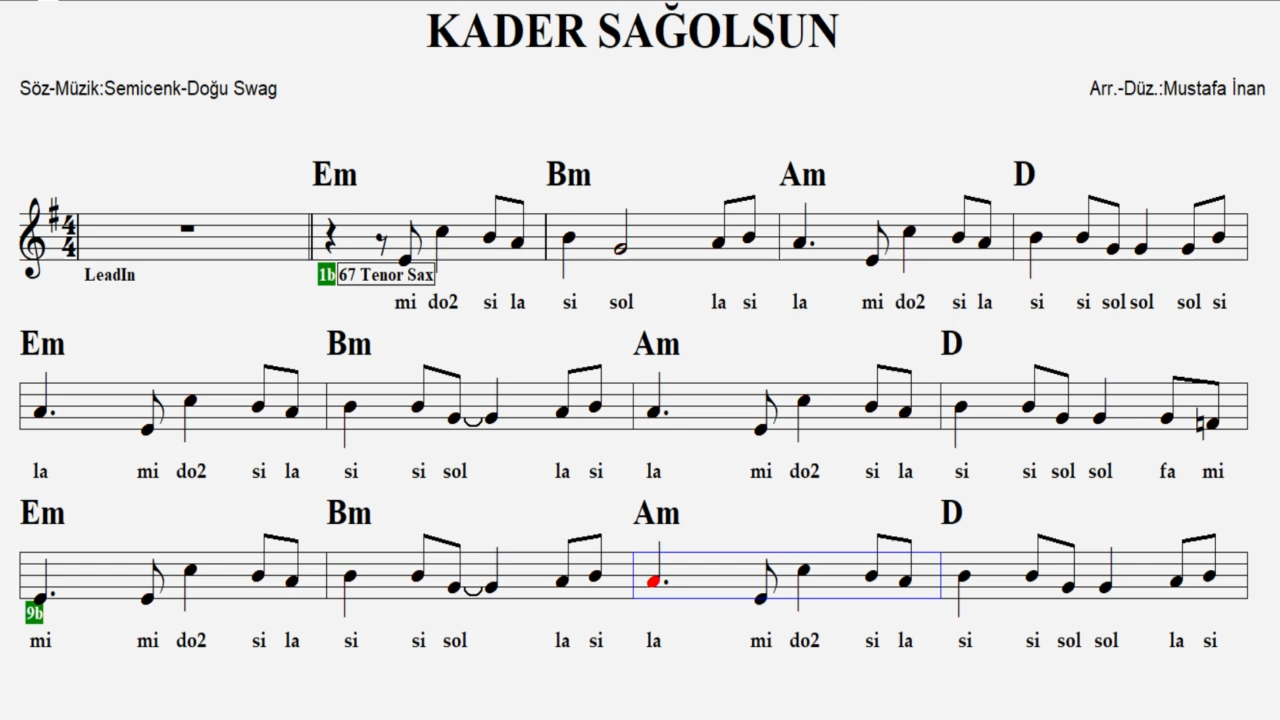 KADER SAĞOLSUN
Söz-Müzik:Semicenk-Doğu Swag Arr.-Düz.:Mustafa İnan
Em Bm Am D
4
4
LeadIn 1b 67 Tenor Sax
mi do2 si la si sol la si la mi do2 si la si si sol sol sol si
Em Bm Am D
la mi do2 si la si si sol la si la mi do2 si la si si sol sol fa mi
Em Bm Am D
9b
mi mi do2 si la si si sol la si la mi do2 si la si si sol sol la si